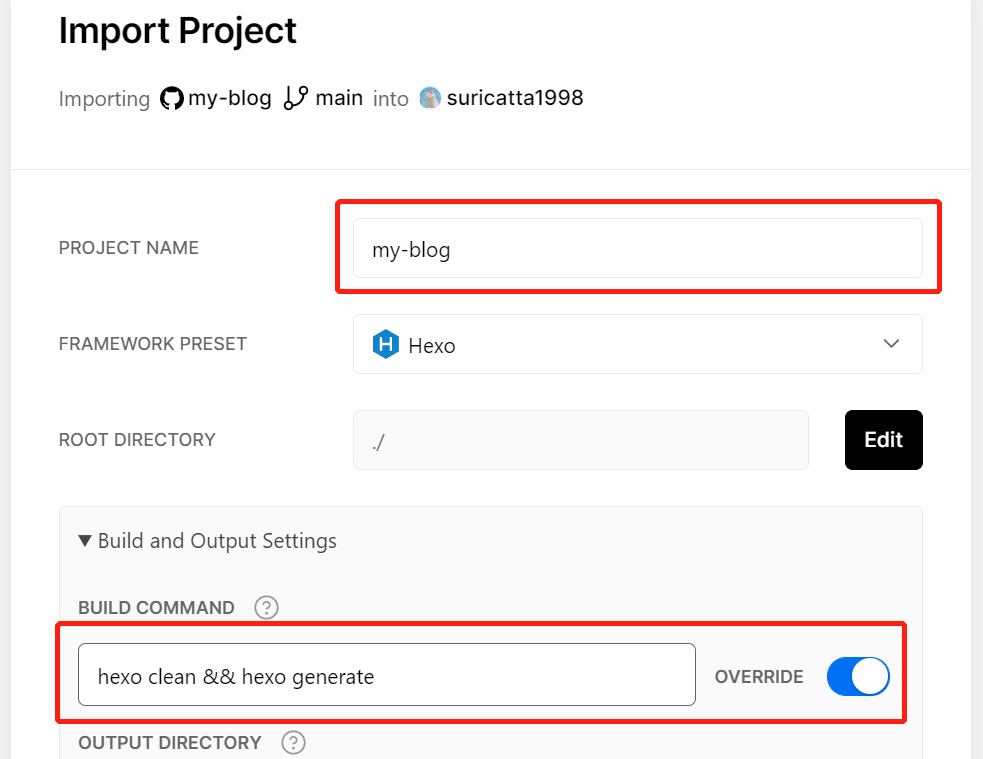 Import Project
Importing my-blog main into suricatta1998
PROJECT NAME
my-blog
FRAMEWORK PRESET
Hexo
ROOT DIRECTORY
./
Edit
Build and Output Settings
BUILD COMMAND ?
hexo clean && hexo generate
OVERRIDE
OUTPUT DIRECTORY ?